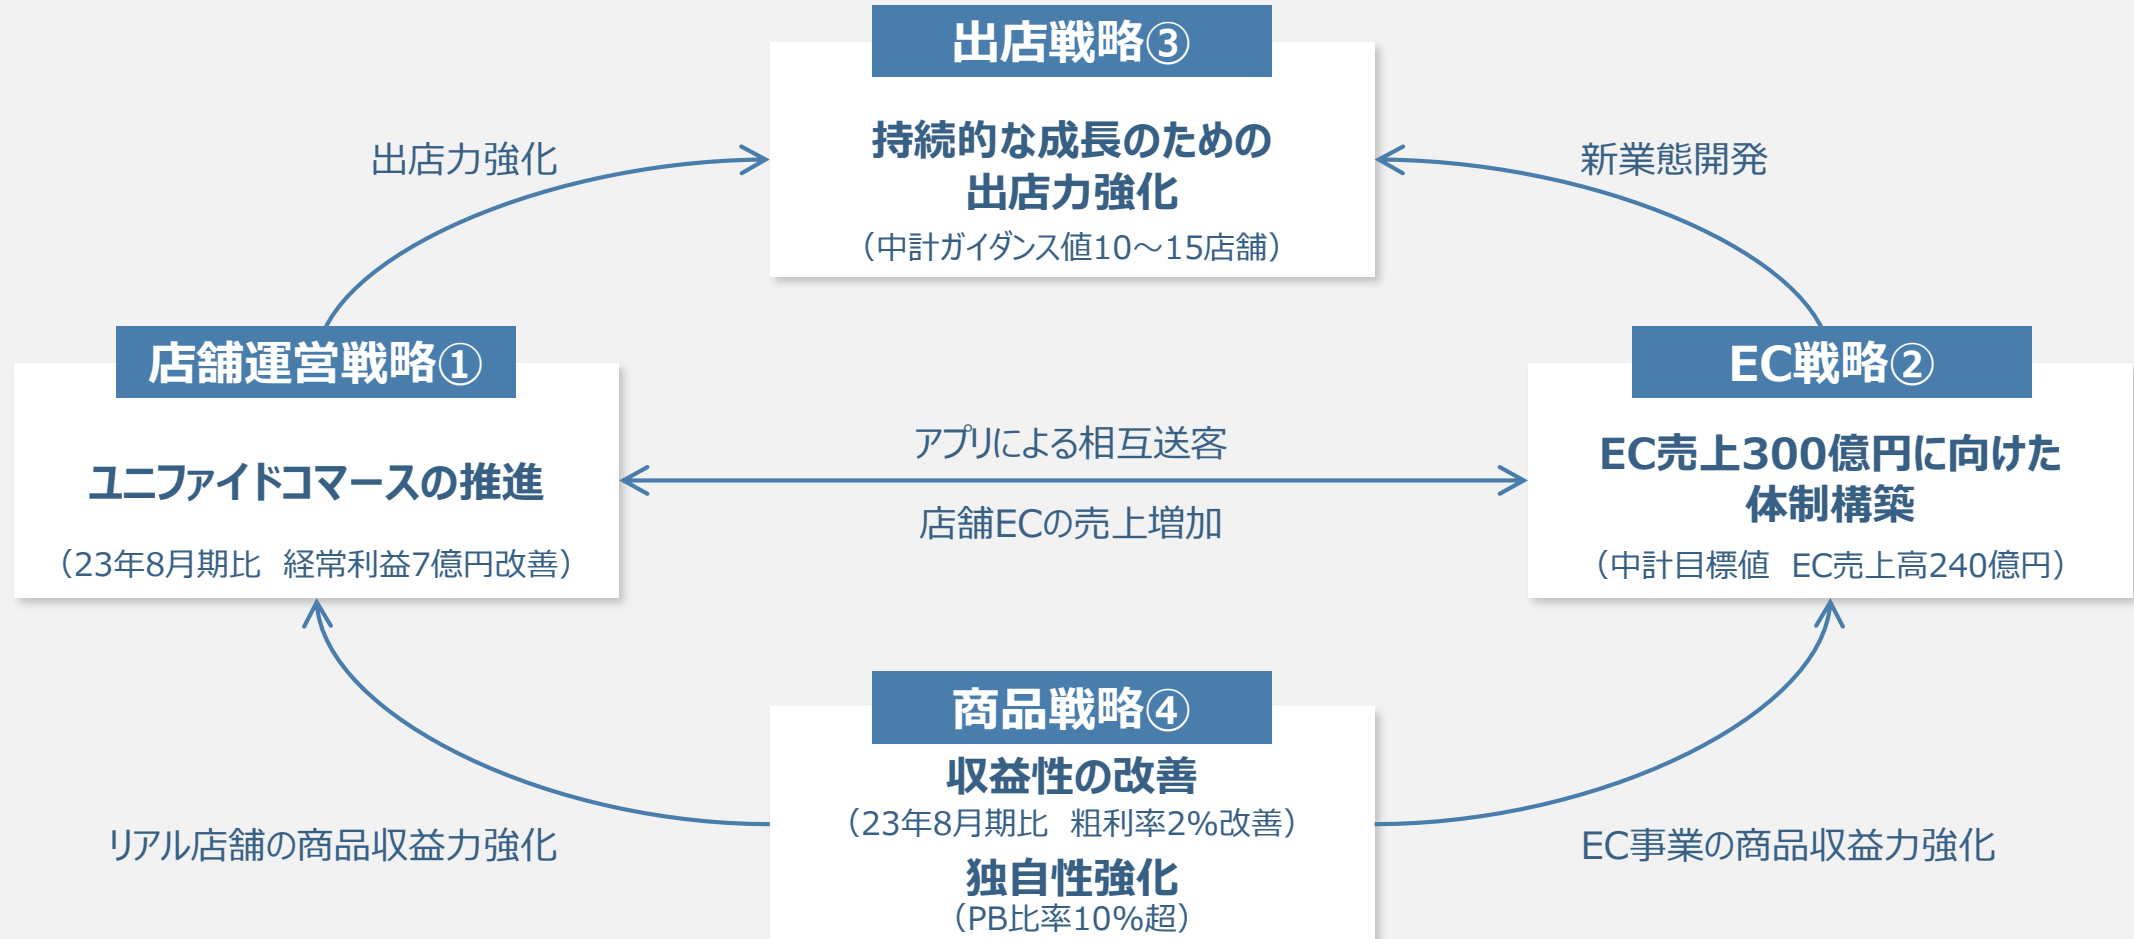 出店戦略③
持続的な成長のための
出店力強化
（中計ガイダンス値10～15店舗）
出店力強化
新業態開発
店舗運営戦略①
ユニファイドコマースの推進
（23年8月期比　経常利益7億円改善）
アプリによる相互送客
店舗ECの売上増加
EC戦略②
EC売上300億円に向けた
体制構築
（中計目標値　EC売上高240億円）
商品戦略④
収益性の改善
（23年8月期比　粗利率2%改善）
独自性強化
（PB比率10%超）
リアル店舗の商品収益力強化
EC事業の商品収益力強化